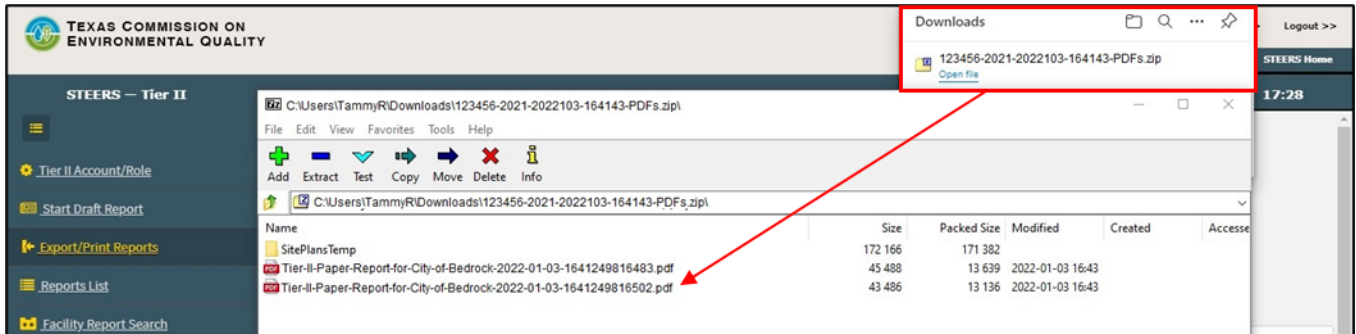 TEXAS COMMISSION ON
ENVIRONMENTAL QUALITY
Downloads
Logout >>
123456-2021-2022103-164143-PDFs.zip
Open file
STEERS Home
STEERS — Tier II
17:28
C:\Users\TammyR\Downloads\123456-2021-2022103-164143-PDFs.zip\
File Edit View Favorites Tools Help
Add Extract Test Copy Move Delete Info
Tier II Account/Role
Start Draft Report
Export/Print Reports
Reports List
Facility Report Search
C:\Users\TammyR\Downloads\123456-2021-2022103-164143-PDFs.zip\
Name Size Packed Size Modified Created Accesse
SitePlansTemp 172 166 171 382
Tier-II-Paper-Report-for-City-of-Bedrock-2022-01-03-1641249816483.pdf 45 488 13 639 2022-01-03 16:43
Tier-II-Paper-Report-for-City-of-Bedrock-2022-01-03-1641249816502.pdf 43 486 13 136 2022-01-03 16:43